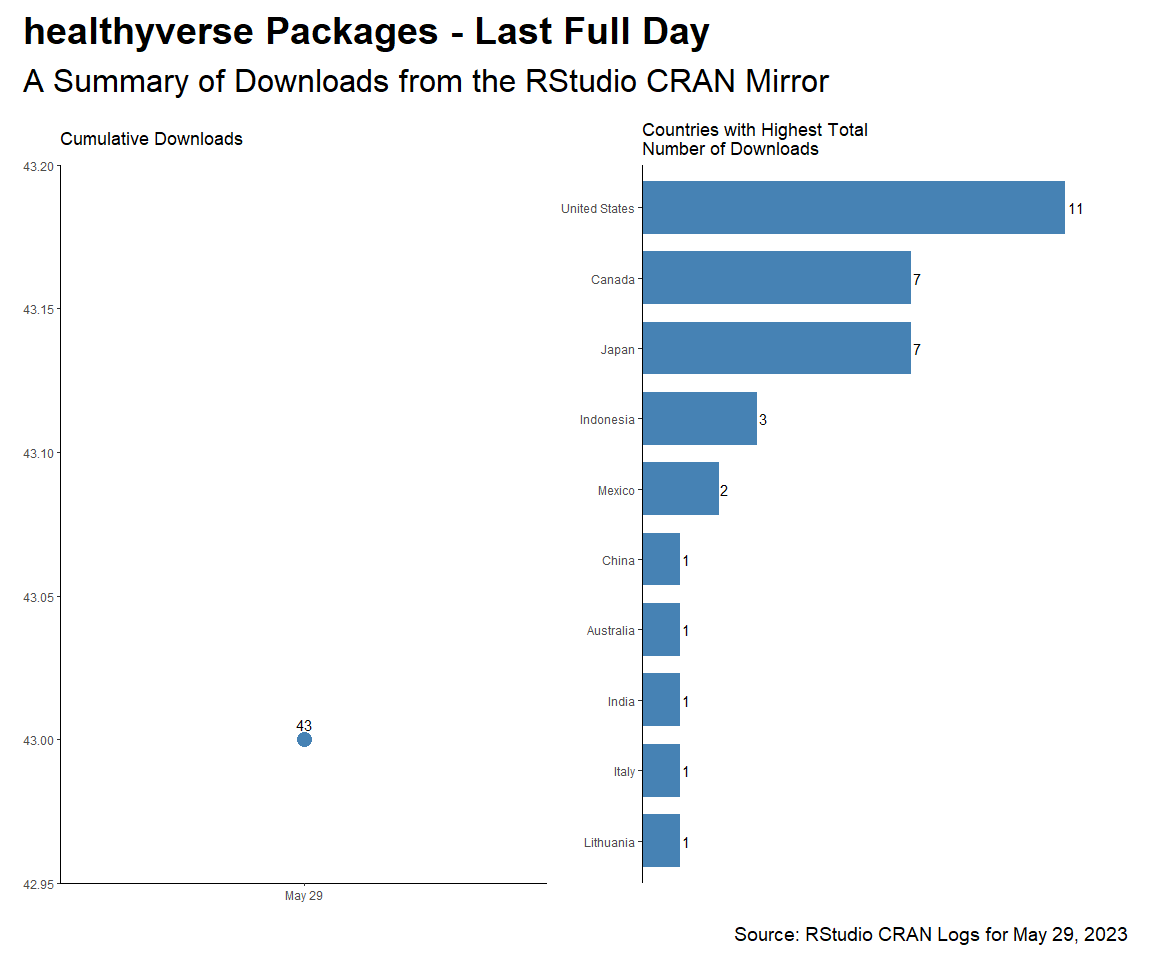 healthyverse Packages - Last Full Day
A Summary of Downloads from the RStudio CRAN Mirror
Cumulative Downloads
43.20
43.15
43.10
43.05
43.00
42.95
43
May 29
Countries with Highest Total
Number of Downloads
United States 11
Canada 7
Japan 7
Indonesia 3
Mexico 2
China 1
Australia 1
India 1
Italy 1
Lithuania 1
Source: RStudio CRAN Logs for May 29, 2023